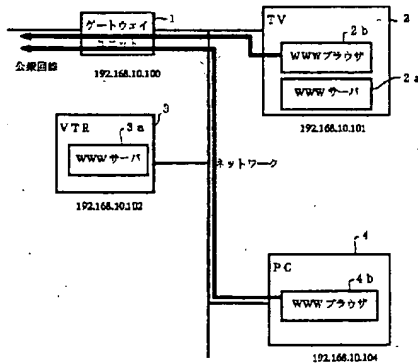 ゲートウェイ
1
公衆回線
192.168.10.100
TV
2
2b
WWWブラウザ
2a
WWWサーバ
192.168.10.101
3
VTR
3a
WWWサーバ
192.168.10.102
ネットワーク
4
PC
4b
WWWブラウザ
192.168.10.104